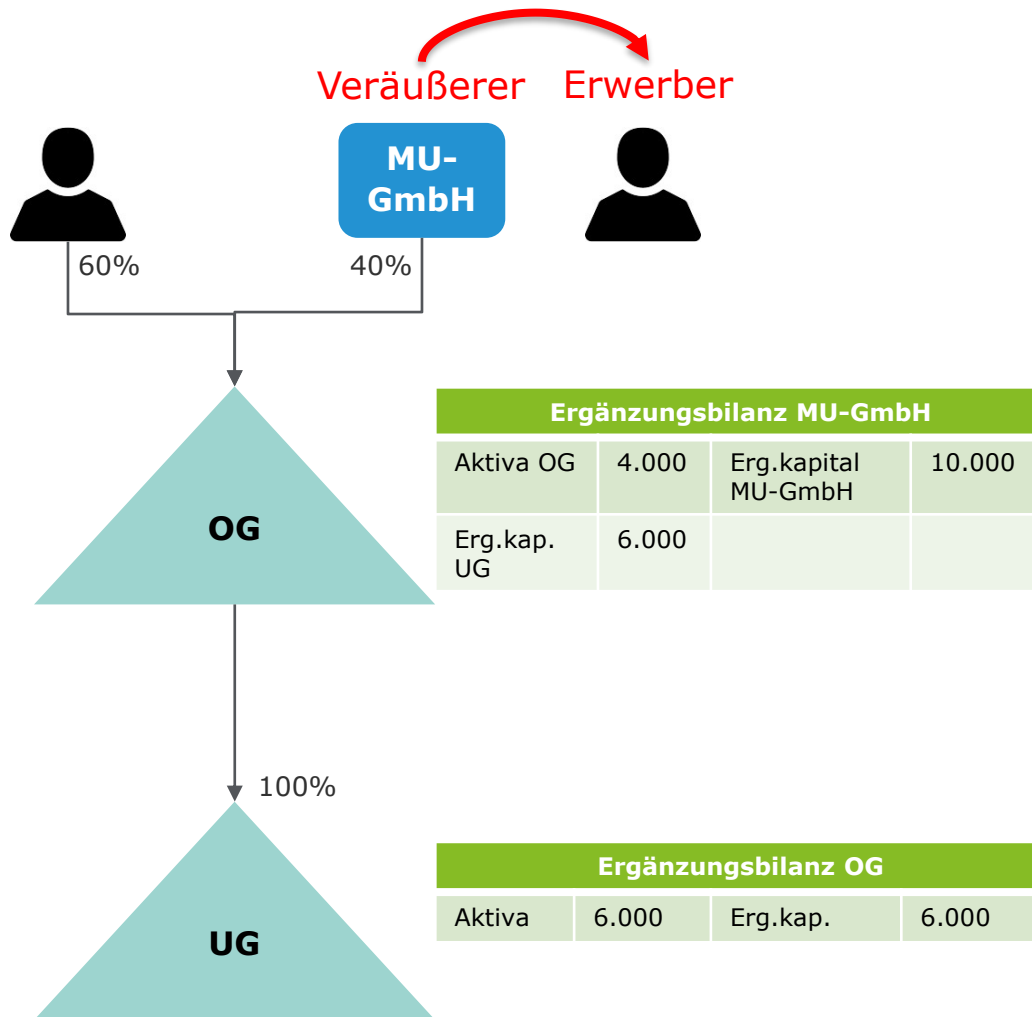 Veräußerer Erwerber
MU-
GmbH
60%
40%
Ergänzungsbilanz MU-GmbH
Aktiva OG 4.000 Erg.kapital 10.000
MU-GmbH
OG
Erg.kap. 6.000
UG
100%
Ergänzungsbilanz OG
Aktiva 6.000 Erg.kap. 6.000
UG